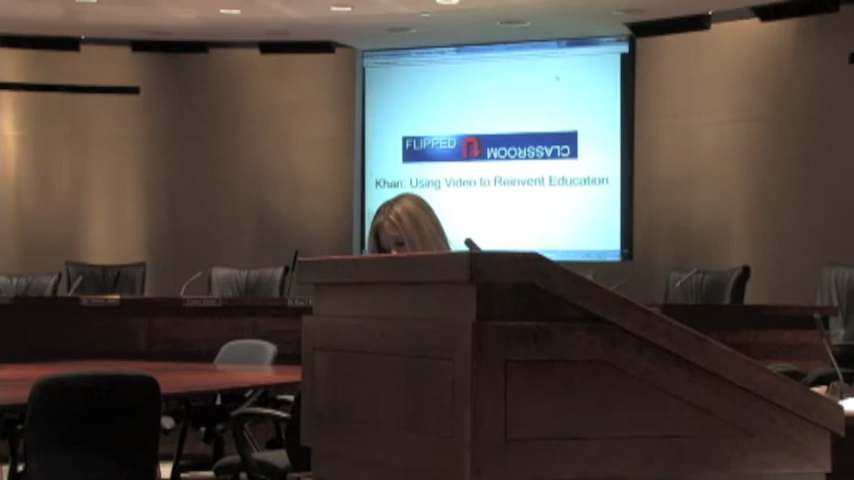 FLIPPED CLASSROOM
Khan: Using Video to Reinvent Education